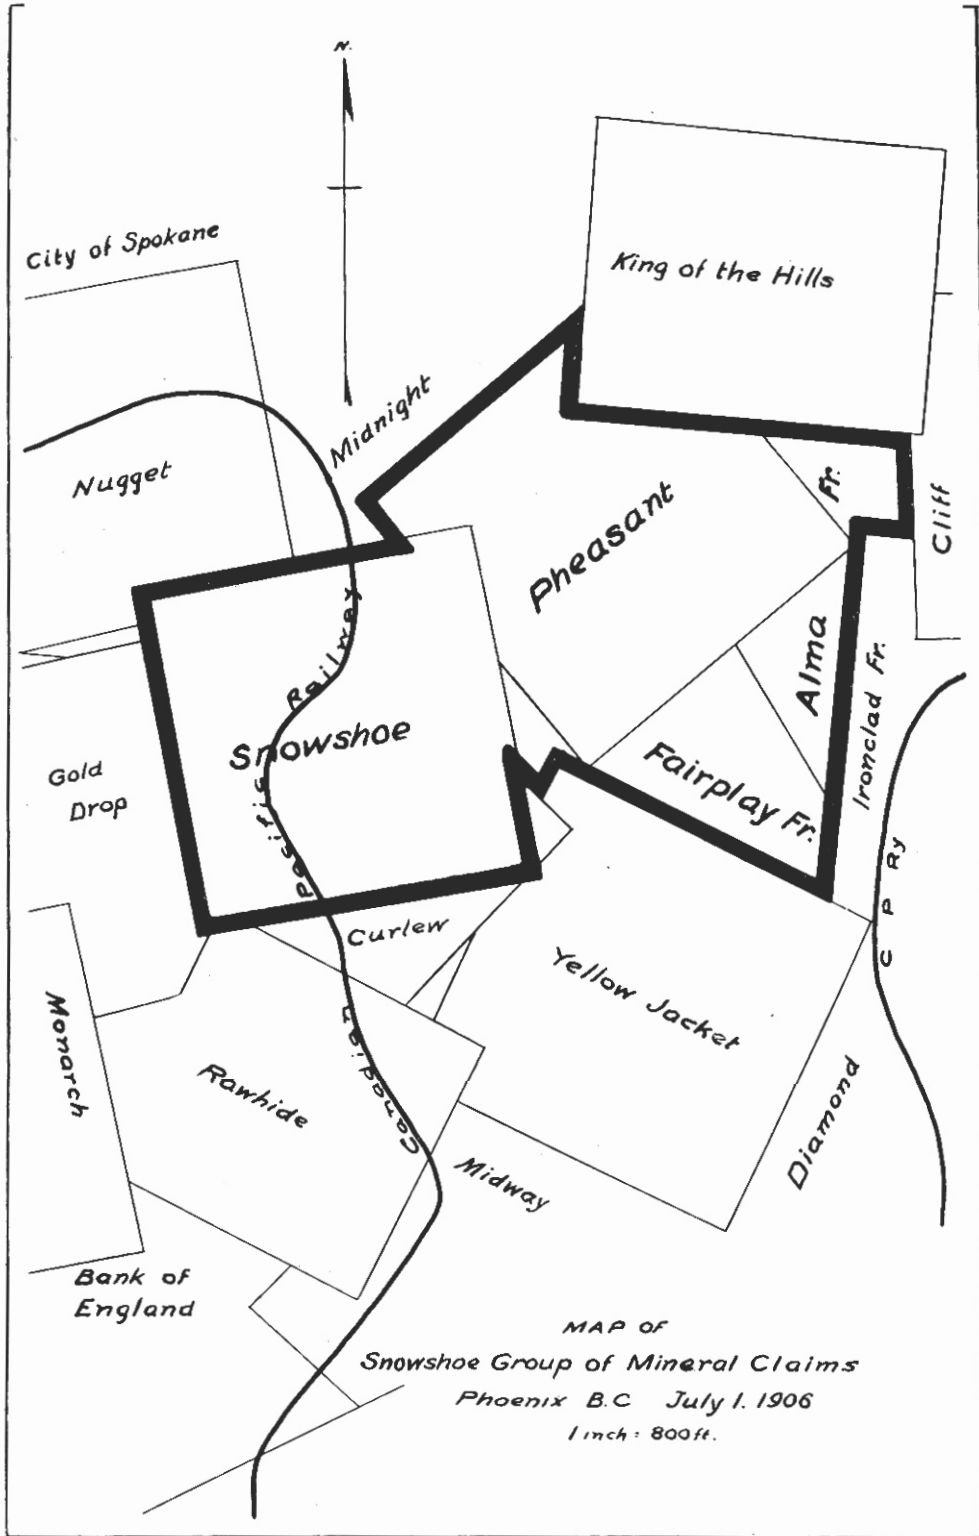 N.
City of Spokane
King of the Hills
Midnight
Nugget
Fr.
Cliff
Pheasant
Railway
Alma
Ironclad Fr.
Snowshoe
Gold
Drop
Fairplay Fr.
Pacific
C P Ry
Curlew
Yellow Jacket
Monarch
Rawhide
Canadian
Diamond
Midway
Bank of
England
MAP OF
Snowshoe Group of Mineral Claims
Phoenix B.C July 1. 1906
1 inch = 800 ft.